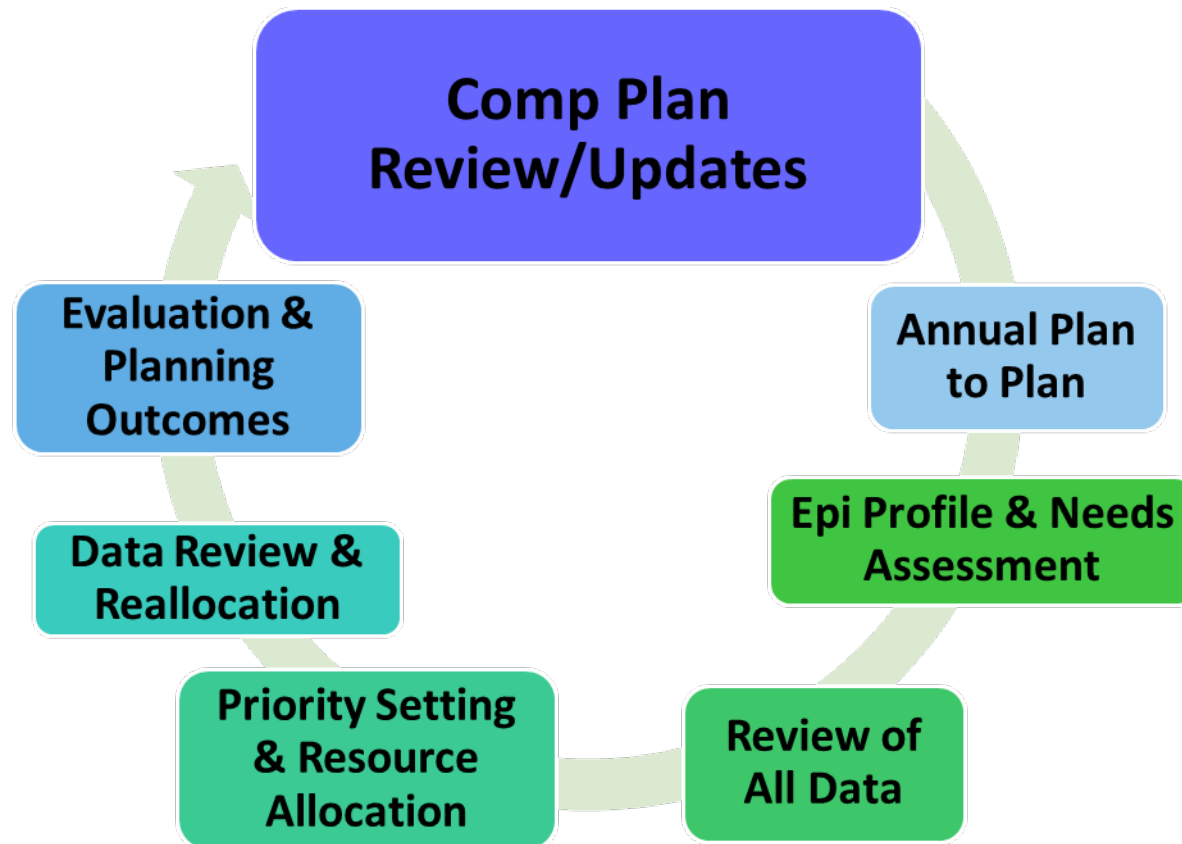 Comp Plan
Review/Updates
Annual Plan
to Plan
Epi Profile & Needs
Assessment
Review of
All Data
Priority Setting
& Resource
Allocation
Data Review &
Reallocation
Evaluation &
Planning
Outcomes